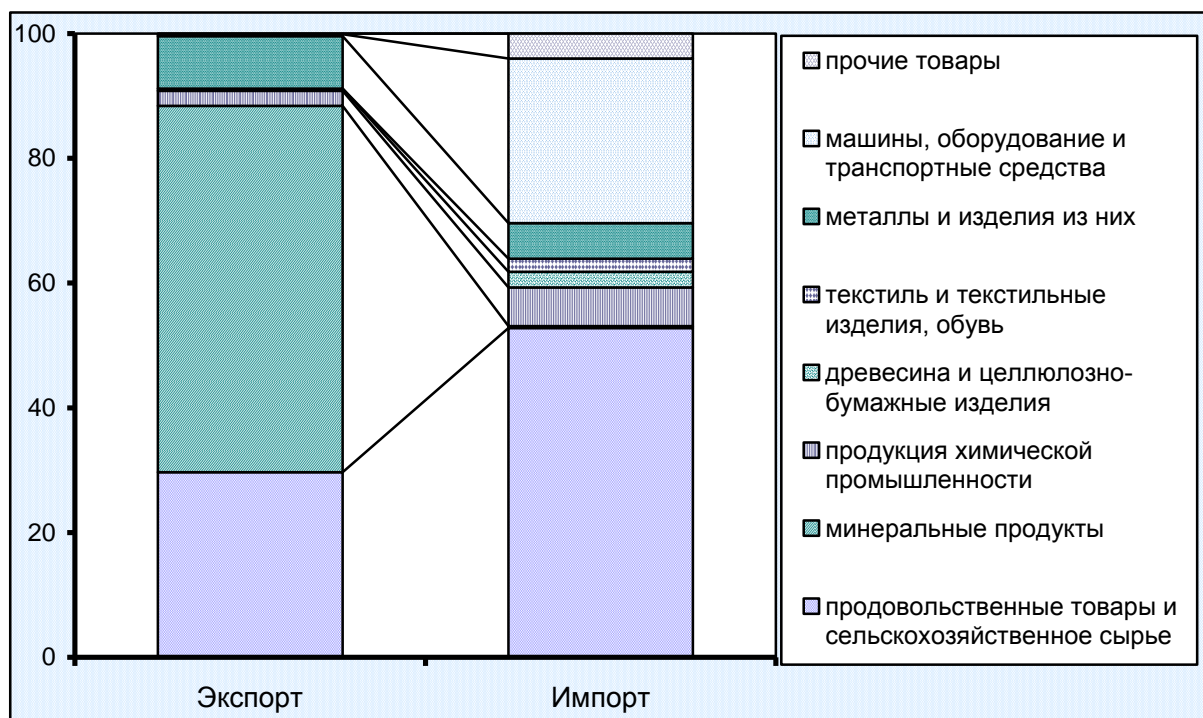 100
80
60
40
20
0
Экспорт
Импорт
прочие товары
машины, оборудование и
транспортные средства
металлы и изделия из них
текстиль и текстильные
изделия, обувь
древесина и целлюлозно-
бумажные изделия
продукция химической
промышленности
минеральные продукты
продовольственные товары и
сельскохозяйственное сырье